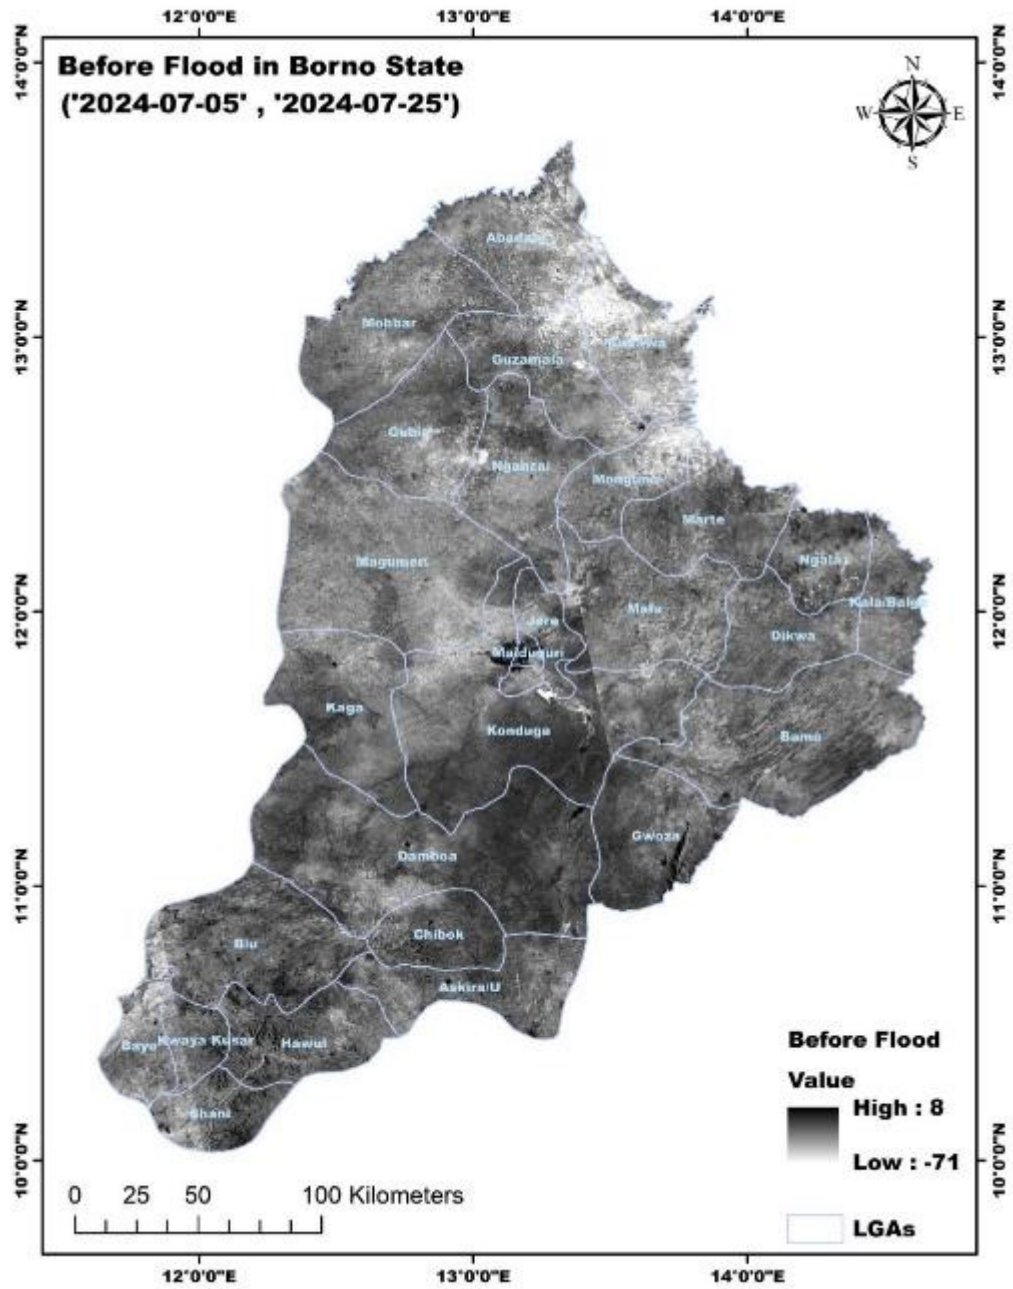 12°0'0"E 13°0'0"E 14°0'0"E
14°0'0"N 14°0'0"N
Before Flood in Borno State
('2024-07-05' , '2024-07-25')
N
W E
S
Mobbar
13°0'0"N 13°0'0"N
Guzamala
Gubio
Nganzai
Marte
Magumeri
Ngala
Kala/Balge
12°0'0"N 12°0'0"N
Mafa
Jere
Dikwa
Maiduguri
Kaga
Konduga
Bama
Gwoza
Damboa
11°0'0"N 11°0'0"N
Chibok
Biu
Askira/U
Bayo Kwaya Kusar Hawul
Shani
Before Flood
Value
High : 8
Low : -71
10°0'0"N 10°0'0"N
0 25 50 100 Kilometers
LGAs
12°0'0"E 13°0'0"E 14°0'0"E